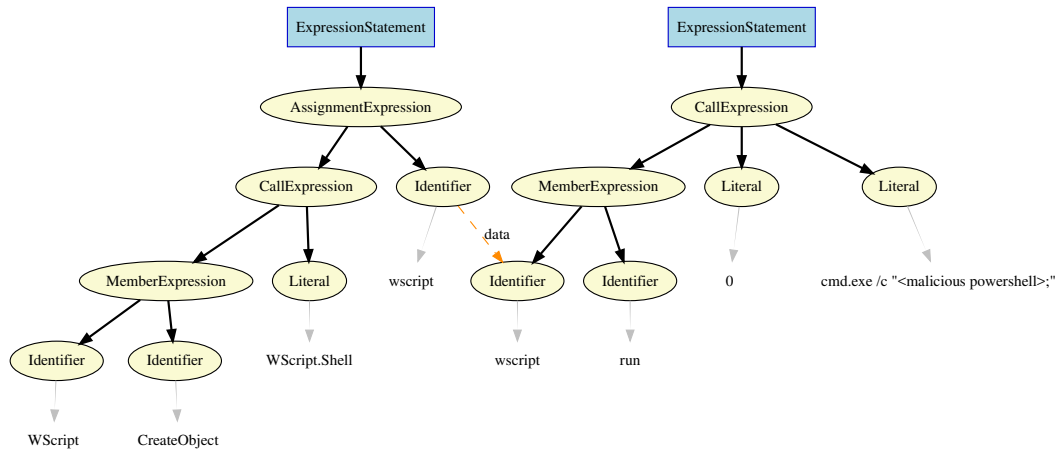 ExpressionStatement ExpressionStatement
AssignmentExpression CallExpression
CallExpression Identifier MemberExpression Literal Literal
data
MemberExpression Literal wscript Identifier Identifier 0 cmd.exe /c "<malicious powershell>;"
Identifier Identifier WScript.Shell wscript run
WScript CreateObject